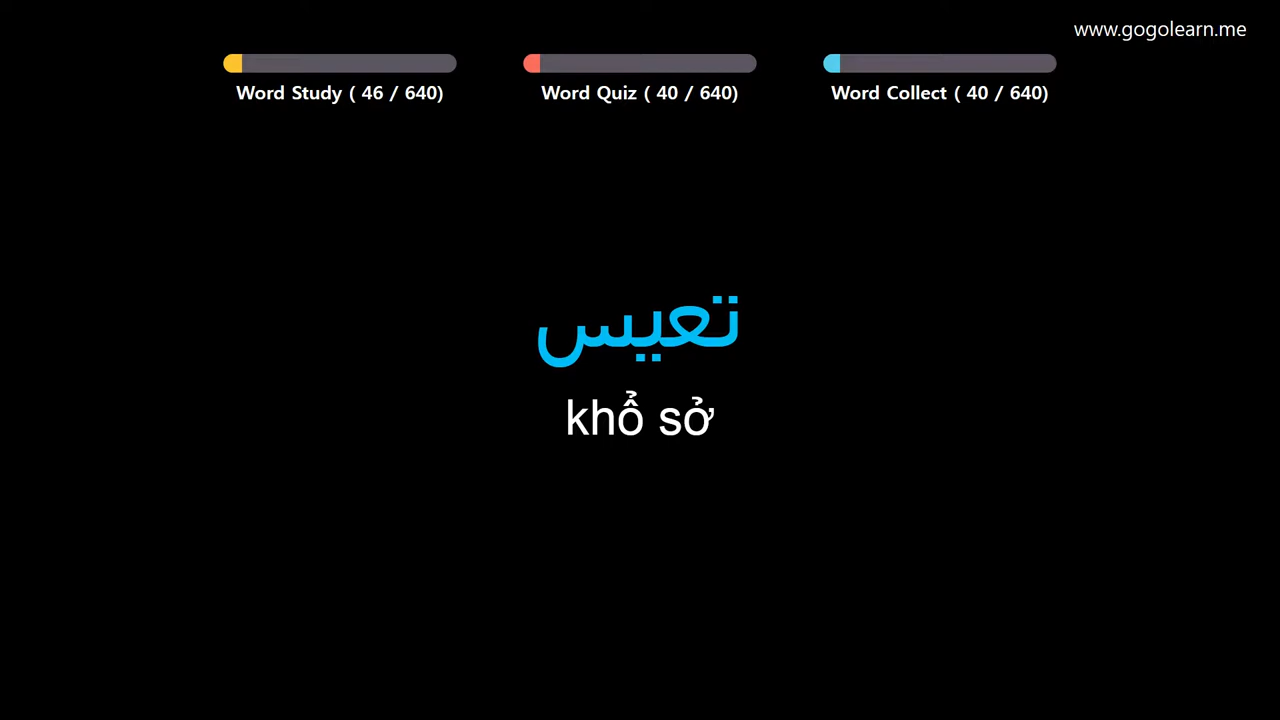 www.gogolearn.me
Word Study ( 46 / 640)
Word Quiz ( 40 / 640)
Word Collect ( 40 / 640)
تعيس
khổ sở